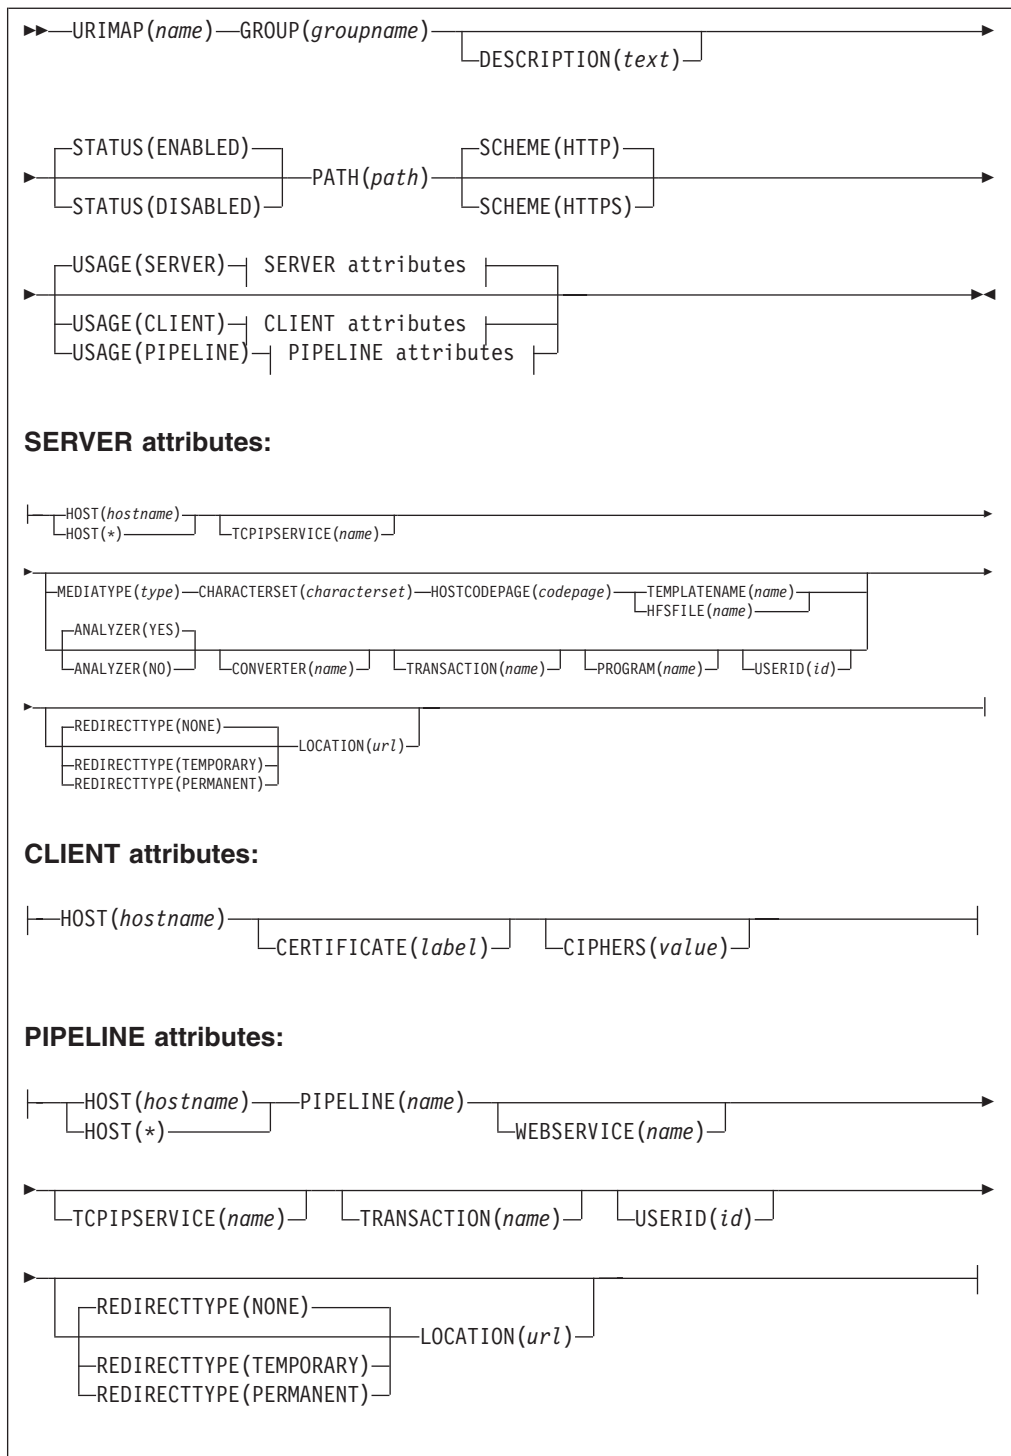 URIMAP(name) GROUP(groupname)
DESCRIPTION(text)
STATUS(ENABLED) SCHEME(HTTP)
PATH(path)
STATUS(DISABLED) SCHEME(HTTPS)
USAGE(SERVER) SERVER attributes
USAGE(CLIENT) CLIENT attributes
USAGE(PIPELINE) PIPELINE attributes
SERVER attributes:
HOST(hostname)
HOST(*) TCPIPSERVICE(name)
MEDIATYPE(type) CHARACTERSET(characterset) HOSTCODEPAGE(codepage) TEMPLATENAME(name)
HFSFILE(name)
ANALYZER(YES)
ANALYZER(NO) CONVERTER(name) TRANSACTION(name) PROGRAM(name) USERID(id)
REDIRECTTYPE(NONE)
LOCATION(url)
REDIRECTTYPE(TEMPORARY)
REDIRECTTYPE(PERMANENT)
CLIENT attributes:
HOST(hostname)
CERTIFICATE(label) CIPHERS(value)
PIPELINE attributes:
HOST(hostname) PIPELINE(name)
HOST(*) WEBSERVICE(name)
TCPIPSERVICE(name) TRANSACTION(name) USERID(id)
REDIRECTTYPE(NONE)
LOCATION(url)
REDIRECTTYPE(TEMPORARY)
REDIRECTTYPE(PERMANENT)